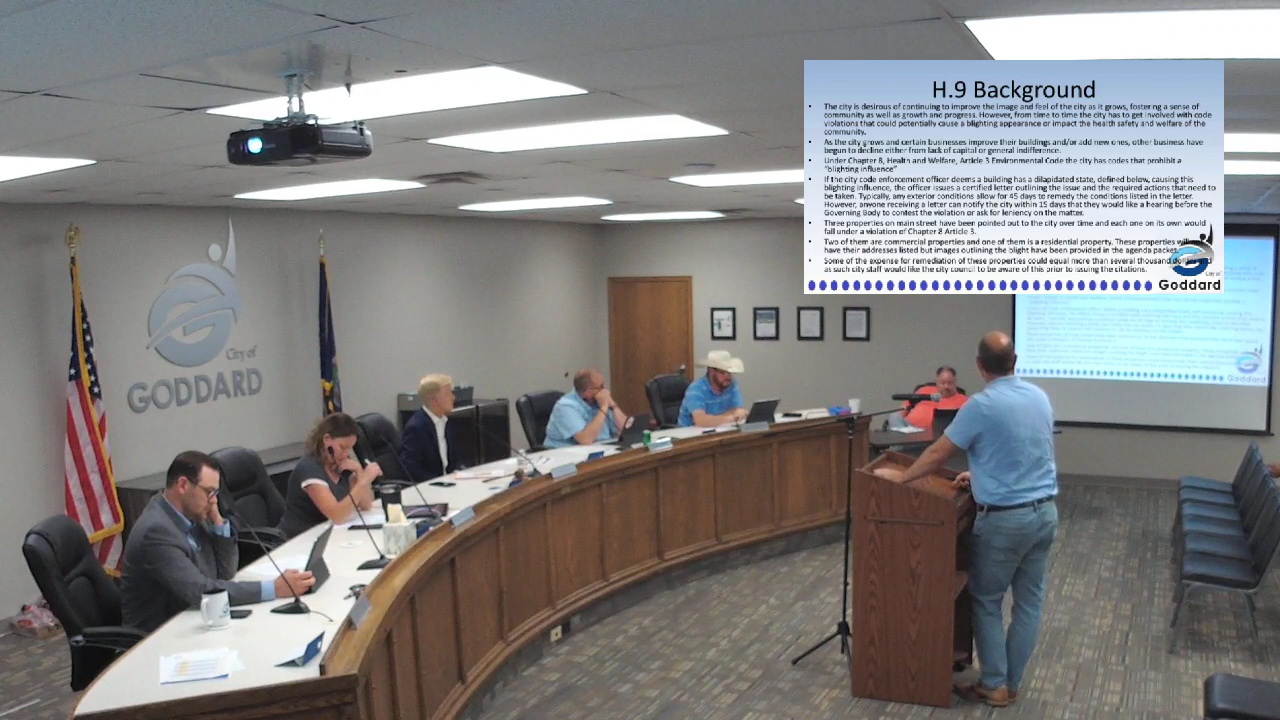 H.9 Background
• The city is desirous of continuing to improve the image and feel of the city as it grows, fostering a sense of
community as well as growth and progress. However, from time to time the city has to get involved with code
violations that could potentially cause a blighting appearance or impact the health safety and welfare of the
community.
• As the city grows and certain businesses improve their buildings and/or add new ones, other business have
begun to decline either from lack of capital or general indifference.
• Under Chapter 8, Health and Welfare, Article 3 Environmental Code the city has codes that prohibit a
"blighting influence"
• If the city code enforcement officer deems a building has a dilapidated state, defined below, causing this
blighting influence, the officer issues a certified letter outlining the issue and the required actions that need to
be taken. Typically, any exterior conditions allow for 45 days to remedy the conditions listed in the letter.
However, anyone receiving a letter can notify the city within 15 days that they would like a hearing before the
Governing Body to contest the violation or ask for leniency on the matter.
• Three properties on main street have been pointed out to the city over time and each one on its own would
fall under a violation of Chapter 8 Article 3.
• Two of them are commercial properties and one of them is a residential property. These properties will
have their addresses listed but images outlining the blight have been provided in the agenda packet.
• Some of the expense for remediation of these properties could equal more than several thousand
as such city staff would like the city council to be aware of this prior to issuing the citations.
City of
Goddard
City of
GODDARD
Goddard